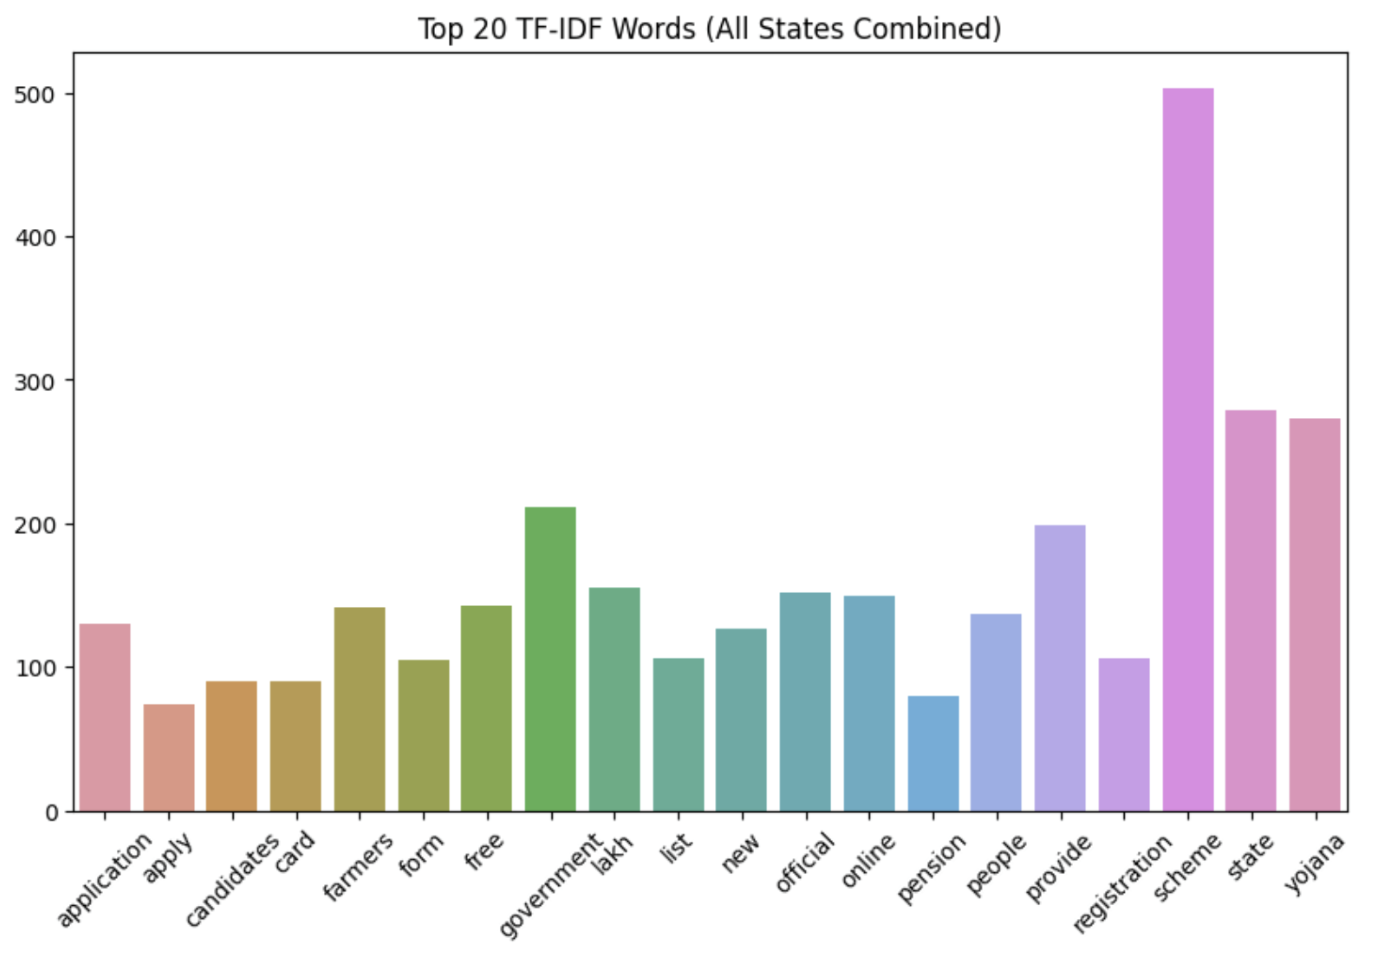 Top 20 TF-IDF Words (All States Combined)
500
400
300
200
100
0
application
apply
candidates
card
farmers
form
free
government
lakh
list
new
official
online
pension
people
provide
registration
scheme
state
yojana